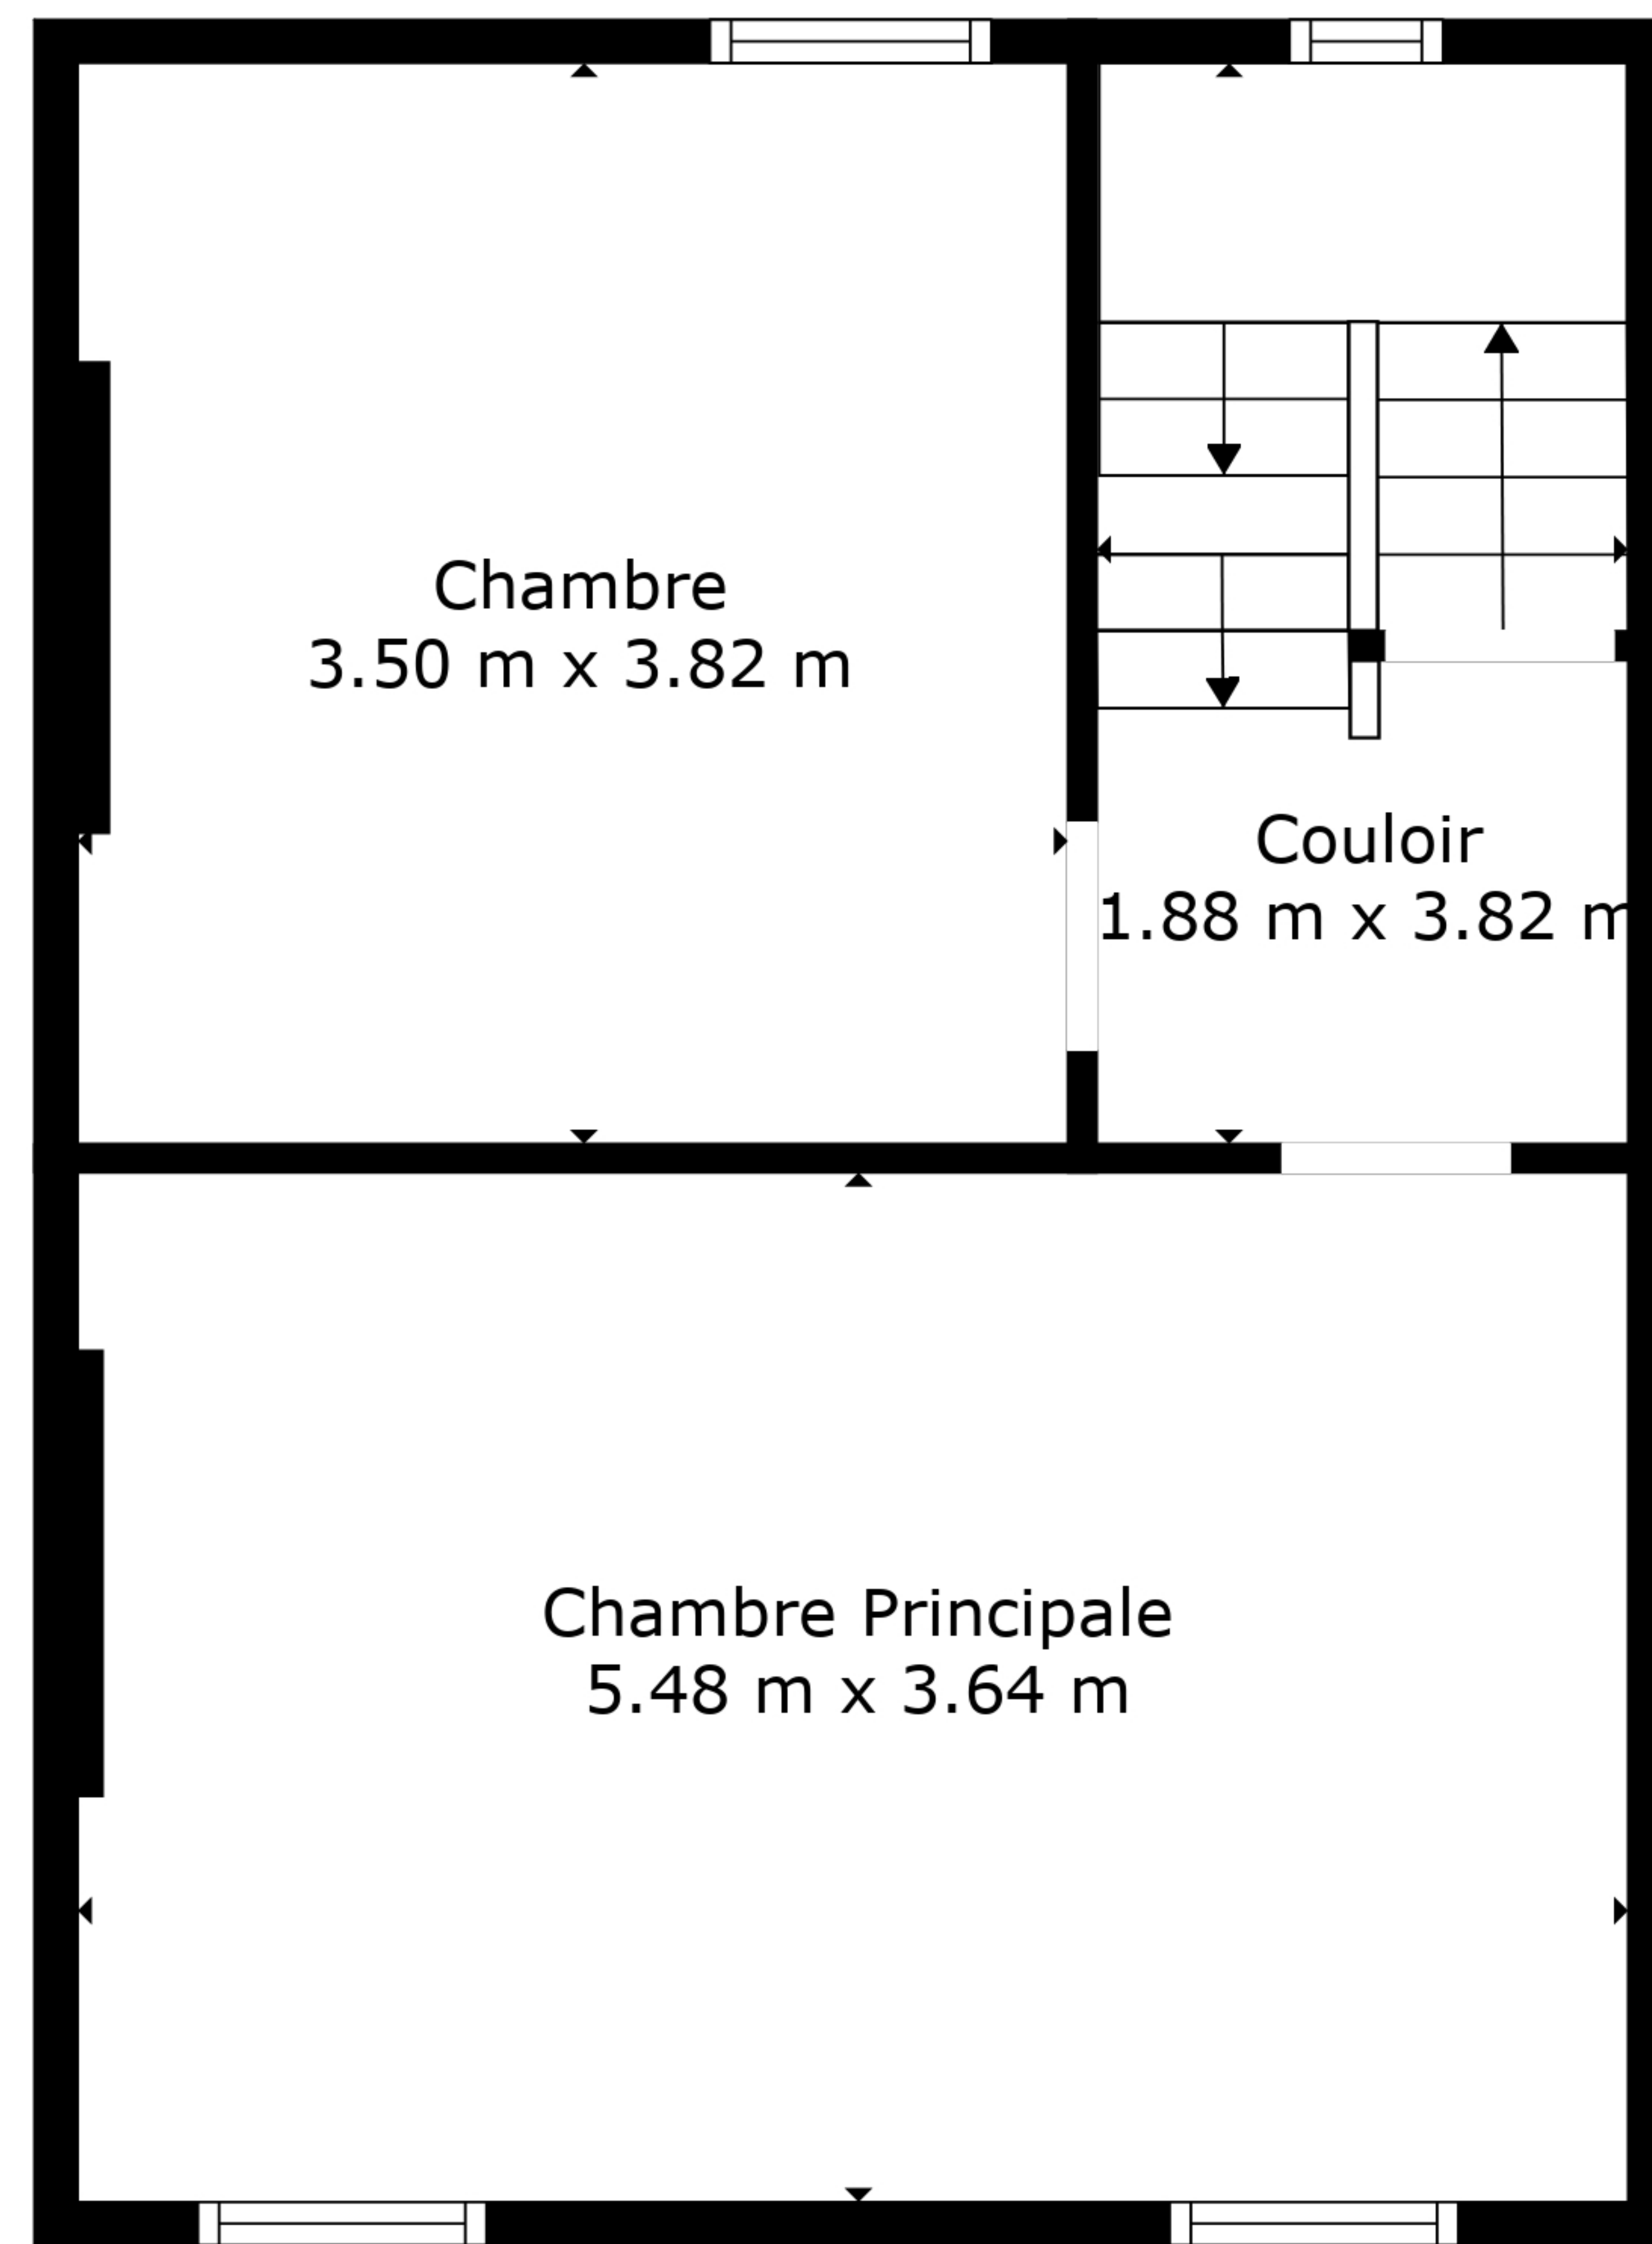 Chambre
3.50 m x 3.82 m
Couloir
1.88 m x 3.82 m
Chambre Principale
5.48 m x 3.64 m